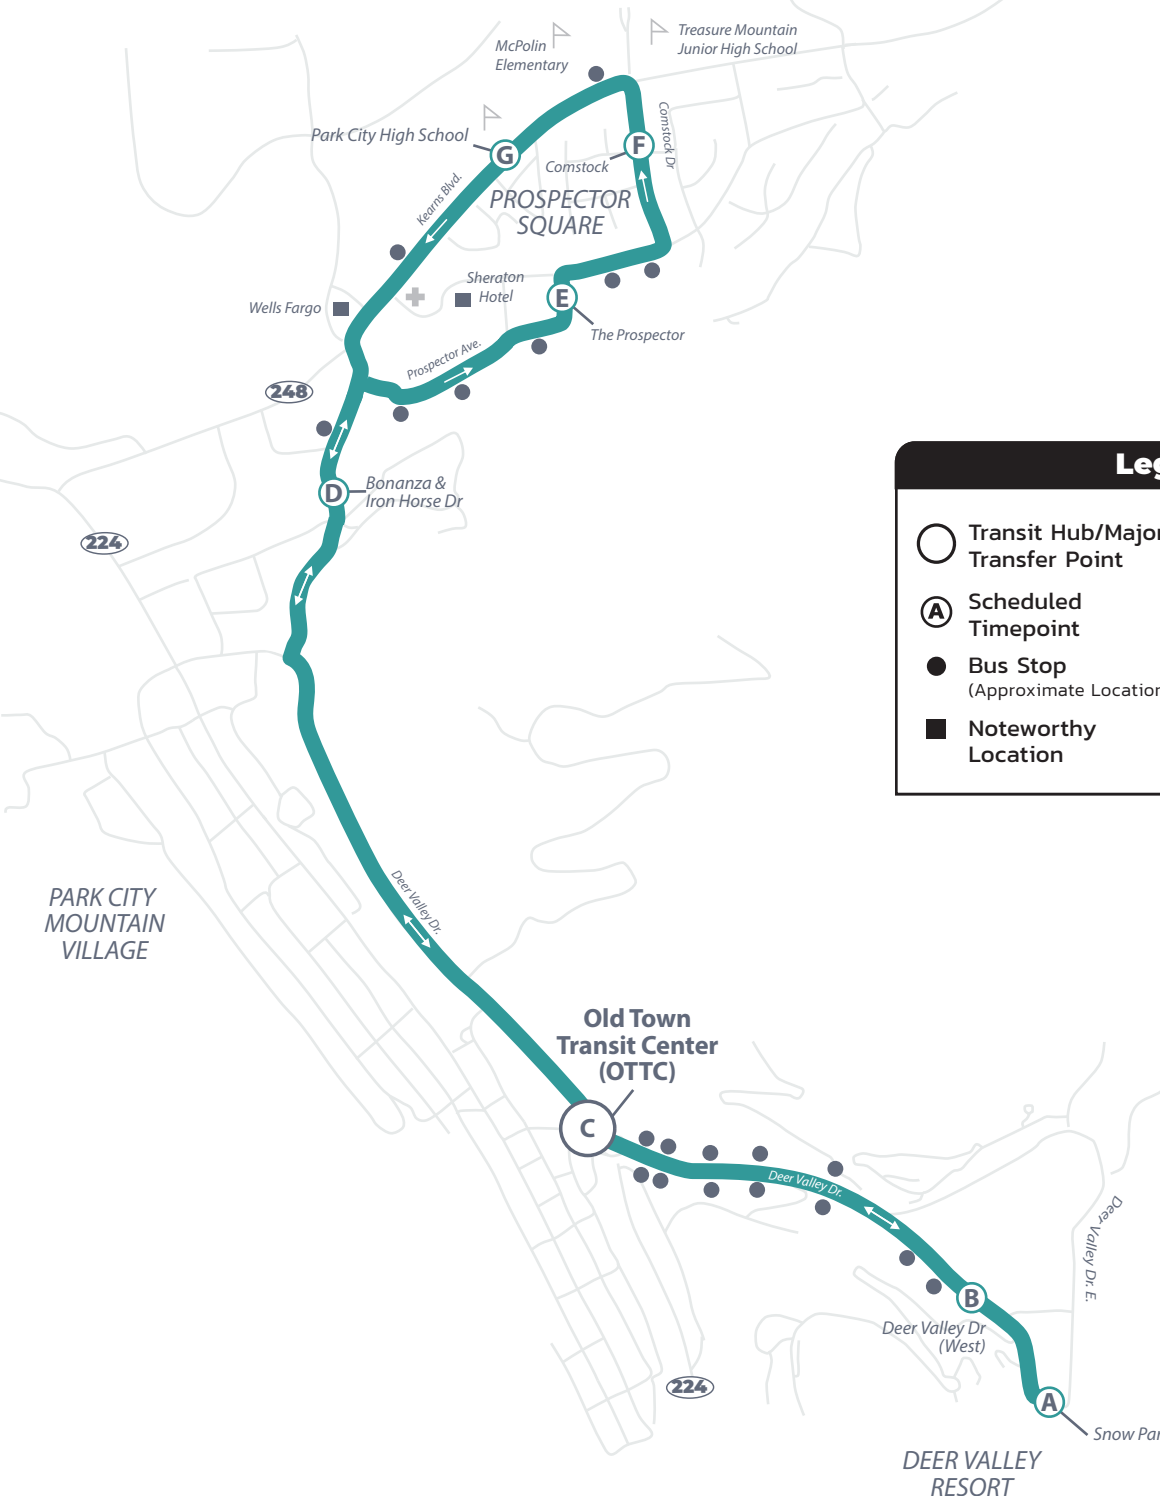 McPolin
Elementary
Treasure Mountain
Junior High School
Park City High School
G
F
Comstock Dr
Comstock
Kearns Blvd.
PROSPECTOR
SQUARE
Sheraton
Hotel
Wells Fargo
E
The Prospector
Prospector Ave.
248
D
Bonanza &
Iron Horse Dr
224
Leg
Transit Hub/Major
Transfer Point
A
Scheduled
Timepoint
Bus Stop
(Approximate Location
Noteworthy
Location
PARK CITY
MOUNTAIN
VILLAGE
Deer Valley Dr.
Old Town
Transit Center
(OTTC)
C
Deer Valley Dr.
Deer Valley Dr. E.
B
Deer Valley Dr
(West)
224
A
Snow Par
DEER VALLEY
RESORT